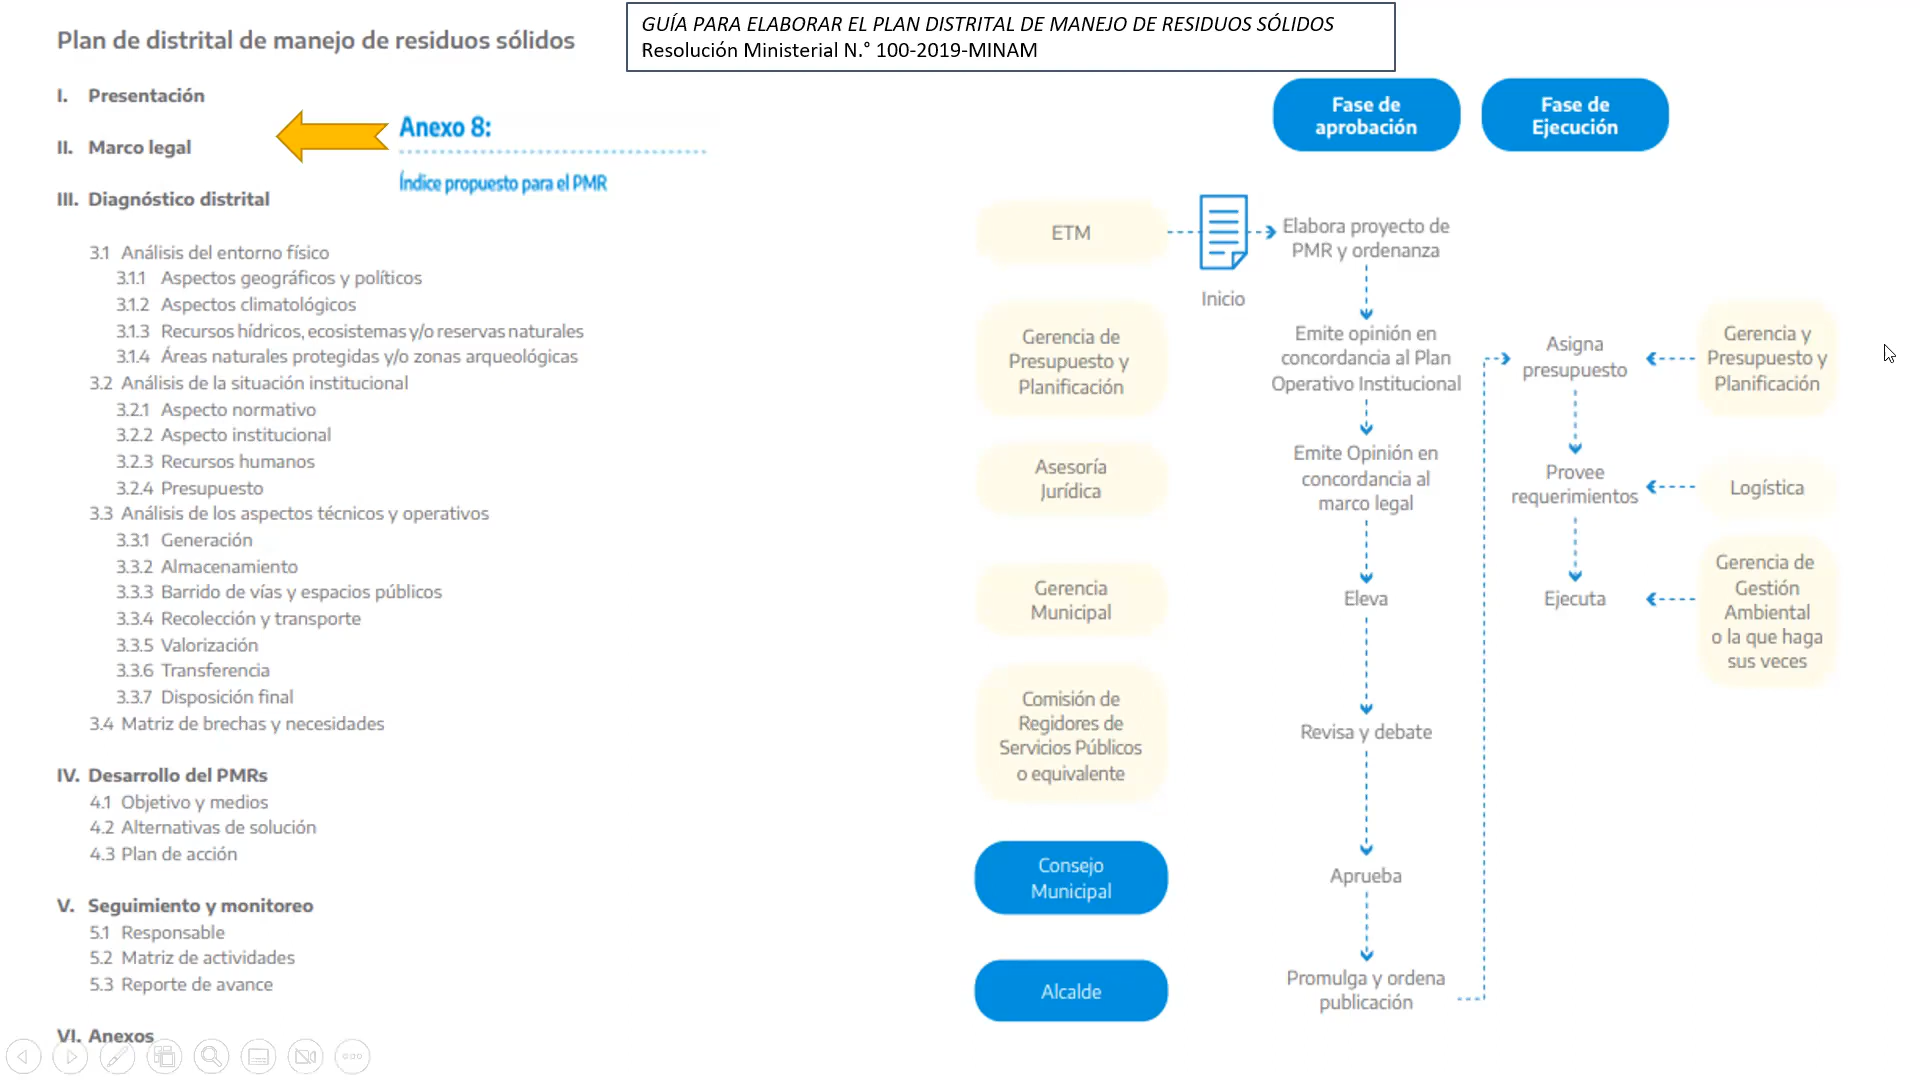 GUÍA PARA ELABORAR EL PLAN DISTRITAL DE MANEJO DE RESIDUOS SÓLIDOS
Resolución Ministerial N.° 100-2019-MINAM
Plan de distrital de manejo de residuos sólidos
I. Presentación
II. Marco legal
Anexo 8:
Índice propuesto para el PMR
III. Diagnóstico distrital
3.1 Análisis del entorno físico
3.1.1 Aspectos geográficos y políticos
3.1.2 Aspectos climatológicos
3.1.3 Recursos hídricos, ecosistemas y/o reservas naturales
3.1.4 Áreas naturales protegidas y/o zonas arqueológicas
3.2 Análisis de la situación institucional
3.2.1 Aspecto normativo
3.2.2 Aspecto institucional
3.2.3 Recursos humanos
3.2.4 Presupuesto
3.3 Análisis de los aspectos técnicos y operativos
3.3.1 Generación
3.3.2 Almacenamiento
3.3.3 Barrido de vías y espacios públicos
3.3.4 Recolección y transporte
3.3.5 Valorización
3.3.6 Transferencia
3.3.7 Disposición final
3.4 Matriz de brechas y necesidades
IV. Desarrollo del PMRs
4.1 Objetivo y medios
4.2 Alternativas de solución
4.3 Plan de acción
V. Seguimiento y monitoreo
5.1 Responsable
5.2 Matriz de actividades
5.3 Reporte de avance
VI. Anexos
Fase de
aprobación
Fase de
Ejecución
ETM
Inicio
Elabora proyecto de
PMR y ordenanza
Gerencia de
Presupuesto y
Planificación
Emite opinión en
concordancia al Plan
Operativo Institucional
Asigna
presupuesto
Gerencia y
Presupuesto y
Planificación
Asesoría
Jurídica
Emite Opinión en
concordancia al
marco legal
Provee
requerimientos
Logística
Gerencia
Municipal
Eleva
Ejecuta
Gerencia de
Gestión
Ambiental
o la que haga
sus veces
Comisión de
Regidores de
Servicios Públicos
o equivalente
Revisa y debate
Consejo
Municipal
Aprueba
Alcalde
Promulga y ordena
publicación